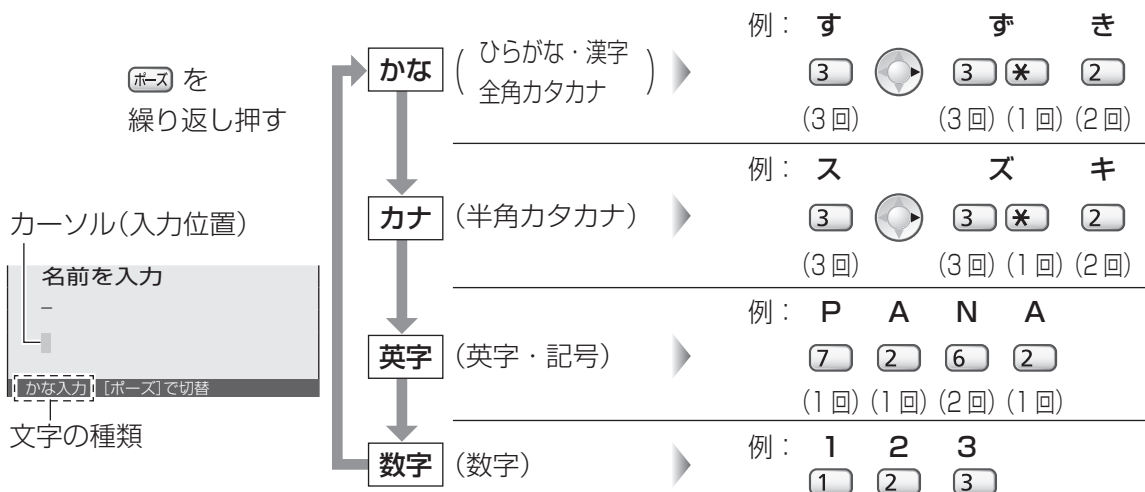 ポーズ を
繰り返し押す
カーソル(入力位置)
名前を入力
–
かな入力 [ポーズ]で切替
文字の種類
かな (ひらがな・漢字
全角カタカナ)
例: す ず き
3 3 ＊ 2
(3回) (3回) (1回) (2回)
カナ (半角カタカナ)
例: ス ズ キ
3 3 ＊ 2
(3回) (3回) (1回) (2回)
英字 (英字・記号)
例: P A N A
7 2 6 2
(1回) (1回) (2回) (1回)
数字 (数字)
例: 1 2 3
1 2 3